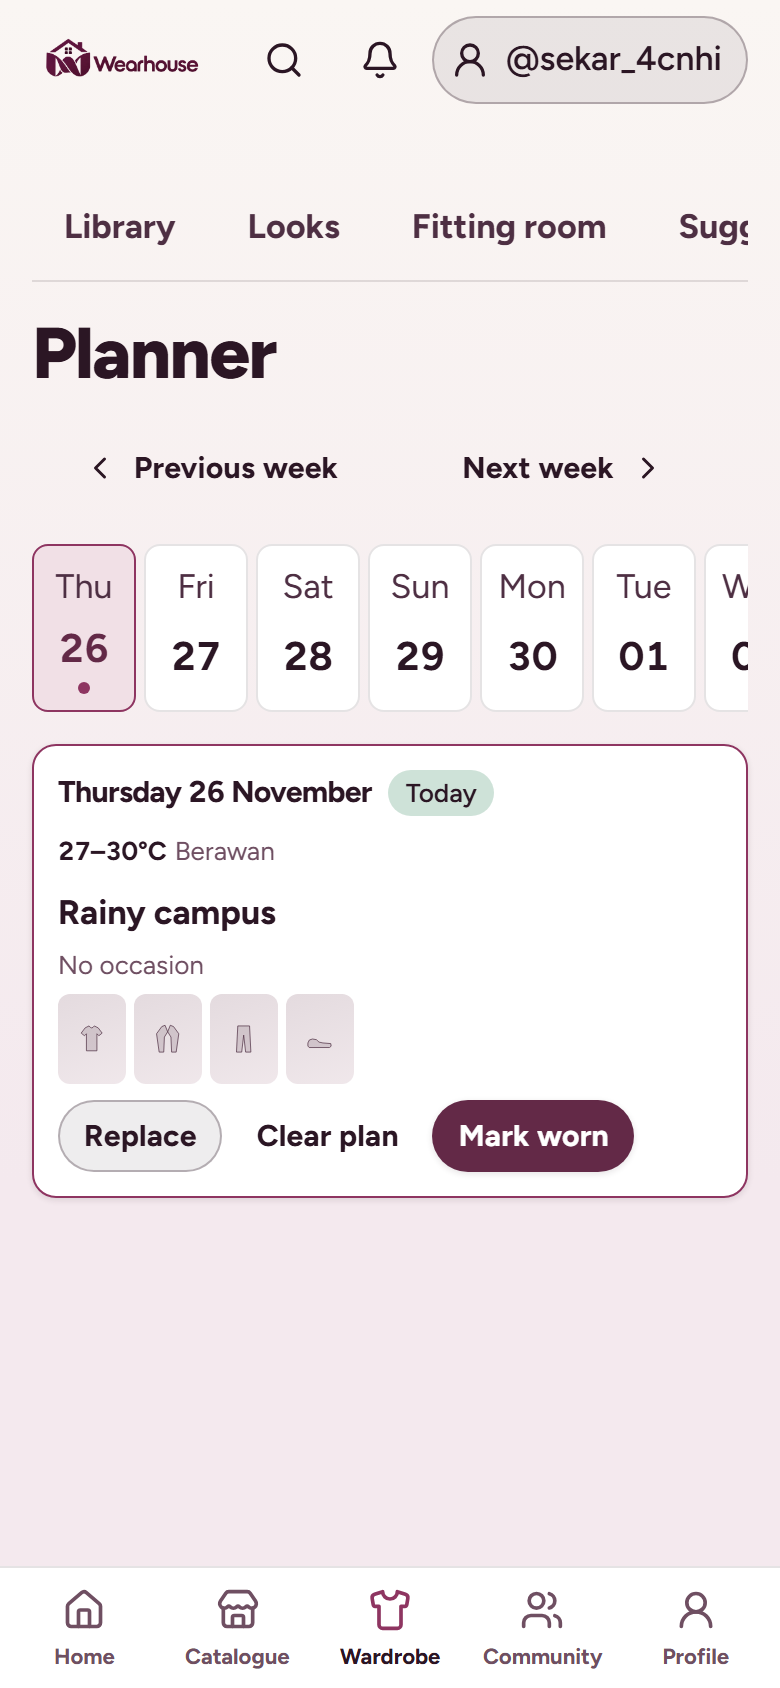 Wearhouse
@sekar_4cnhi
Library Looks Fitting room Sugg
Planner
Previous week Next week
Thu Fri Sat Sun Mon Tue W
26 27 28 29 30 01 0
Thursday 26 November Today
27–30°C Berawan
Rainy campus
No occasion
Replace Clear plan Mark worn
Home Catalogue Wardrobe Community Profile